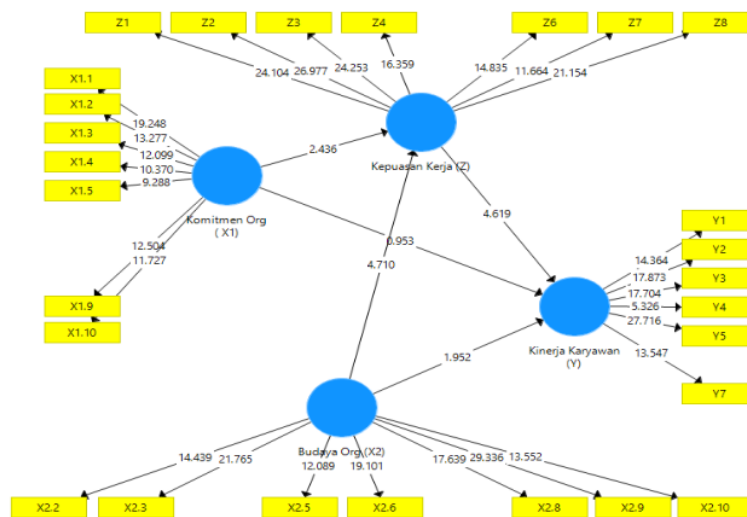 Z1 Z2 Z3 Z4 Z6 Z7 Z8
24.104 26.977 24.253 16.359 14.835 11.664 21.154
X1.1
X1.2
X1.3
X1.4
X1.5
19.248
13.277
12.099
10.370
9.288
12.504
11.727
X1.9
X1.10
Komitmen Org
( X1)
2.436
Kepuasan Kerja (Z)
0.953
4.710
4.619
1.952
Kinerja Karyawan
(Y)
14.364
17.873
17.704
5.326
27.716
13.547
Y1
Y2
Y3
Y4
Y5
Y7
Budaya Org (X2)
14.439 21.765 12.089 19.101 17.639 29.336 13.552
X2.2 X2.3 X2.5 X2.6 X2.8 X2.9 X2.10